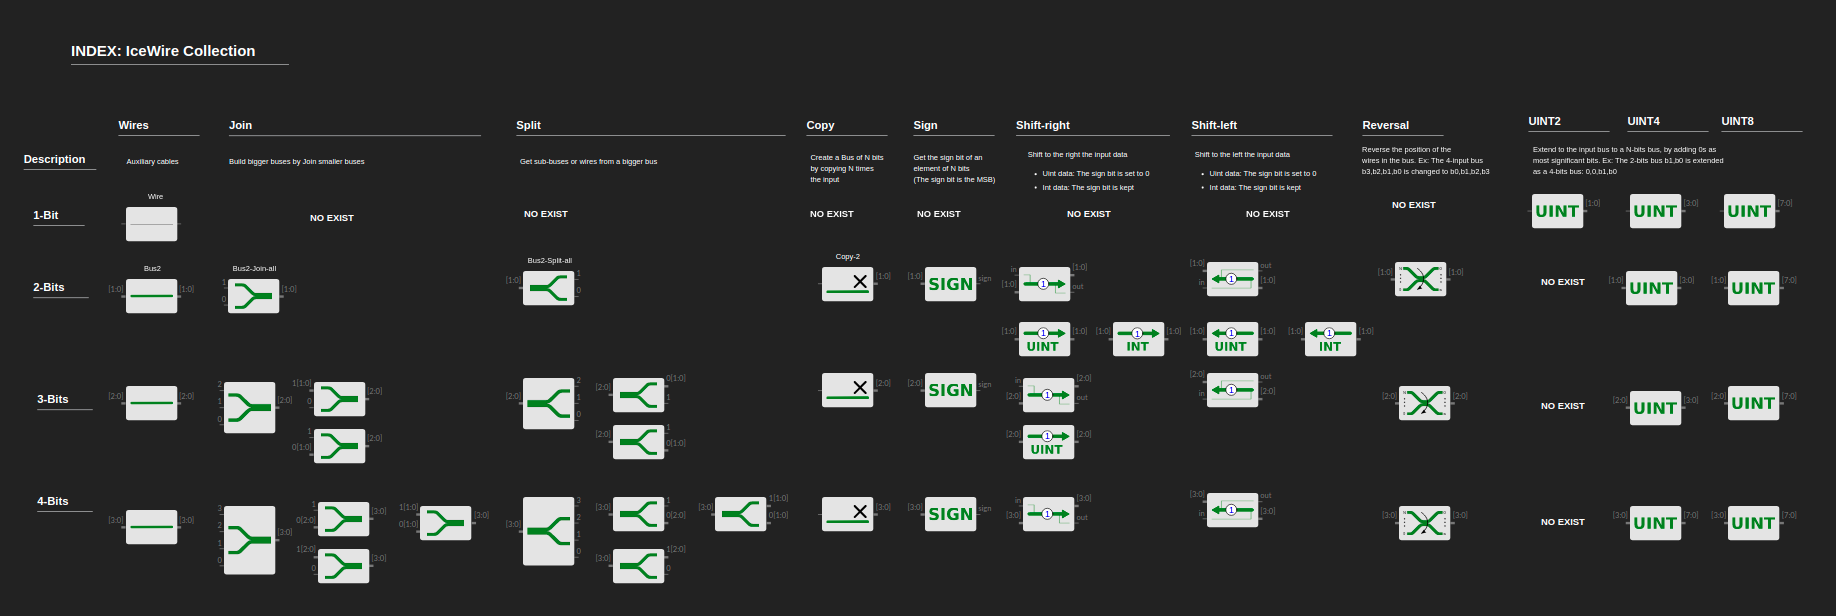 INDEX: IceWire Collection
Wires
Join
Split
Copy
Sign
Shift-right
Shift-left
Reversal
UINT2
UINT4
UINT8
Description
Auxiliary cables
Build bigger buses by Join smaller buses
Get sub-buses or wires from a bigger bus
Create a Bus of N bits
by copying N times
the input
Get the sign bit of an
element of N bits
(The sign bit is the MSB)
Shift to the right the input data
• Uint data: The sign bit is set to 0
• Int data: The sign bit is kept
Shift to the left the input data
• Uint data: The sign bit is set to 0
• Int data: The sign bit is kept
Reverse the position of the
wires in the bus. Ex: The 4-input bus
b3,b2,b1,b0 is changed to b0,b1,b2,b3
Extend to the input bus to a N-bits bus, by adding 0s as
most significant bits. Ex: The 2-bits bus b1,b0 is extended
as a 4-bits bus: 0,0,b1,b0
1-Bit
Wire
NO EXIST
NO EXIST
NO EXIST
NO EXIST
NO EXIST
NO EXIST
NO EXIST
UINT [1:0]
UINT [3:0]
UINT [7:0]
2-Bits
Bus2
[1:0] [1:0]
Bus2-Join-all
1
0
[1:0]
Bus2-Split-all
[1:0]
1
0
Copy-2
[1:0]
[1:0] SIGN sign
in
[1:0]
1
[1:0]
out
[1:0]
in
1
out
[1:0]
[1:0] [1:0]
NO EXIST
[1:0] UINT [3:0]
[1:0] UINT [7:0]
[1:0] 1 UINT [1:0]
[1:0] 1 INT [1:0]
[1:0] 1 UINT [1:0]
[1:0] 1 INT [1:0]
3-Bits
[2:0] [2:0]
2
1
0
[2:0]
1[1:0]
0
[2:0]
1
0[1:0]
[2:0]
[2:0]
2
1
0
[2:0]
0[1:0]
1
[2:0]
1
0[1:0]
[2:0]
[2:0] SIGN sign
in
[2:0]
1
[2:0]
out
[2:0] 1 UINT [2:0]
[2:0]
in
1
out
[2:0]
[2:0] [2:0]
NO EXIST
[2:0] UINT [3:0]
[2:0] UINT [7:0]
4-Bits
[3:0] [3:0]
3
2
1
0
[3:0]
1
0[2:0]
[3:0]
1[2:0]
0
[3:0]
1[1:0]
0[1:0]
[3:0]
[3:0]
3
2
1
0
[3:0]
1
0[2:0]
[3:0]
1[2:0]
0
[3:0]
1[1:0]
0[1:0]
[3:0]
[3:0] SIGN sign
in
[3:0]
1
[3:0]
out
[3:0]
in
1
out
[3:0]
[3:0] [3:0]
NO EXIST
[3:0] UINT [7:0]
[3:0] UINT [7:0]